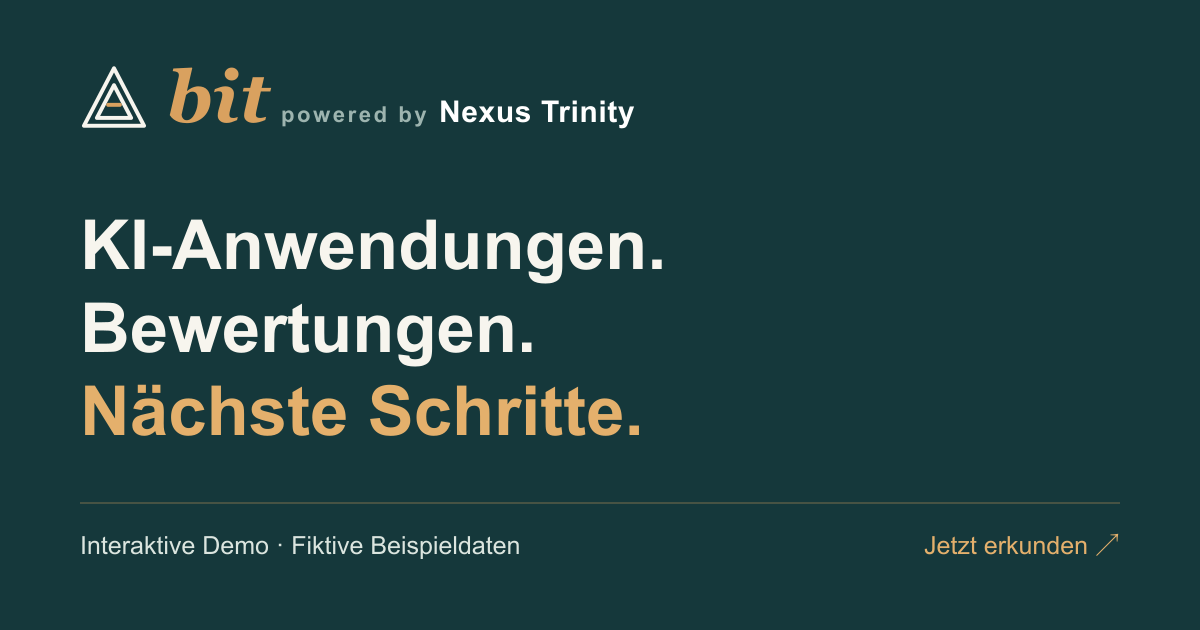 bit powered by Nexus Trinity
KI-Anwendungen.
Bewertungen.
Nächste Schritte.
Interaktive Demo · Fiktive Beispieldaten
Jetzt erkunden ↗